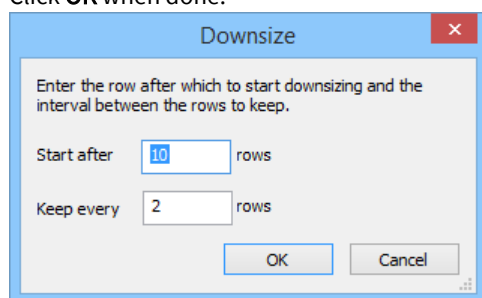 Click OK when done.
Downsize
Enter the row after which to start downsizing and the
interval between the rows to keep.
Start after 10 rows
Keep every 2 rows
OK Cancel